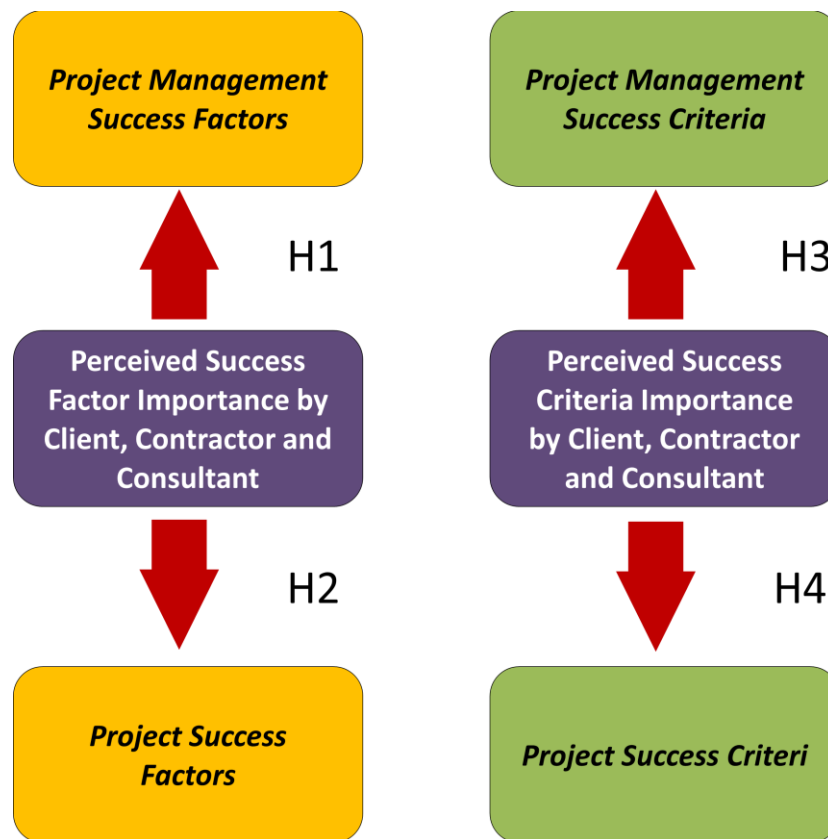 Project Management
Success Factors
Project Management
Success Criteria
H1
H3
Perceived Success
Factor Importance by
Client, Contractor and
Consultant
Perceived Success
Criteria Importance
by Client, Contractor
and Consultant
H2
H4
Project Success
Factors
Project Success Criteri